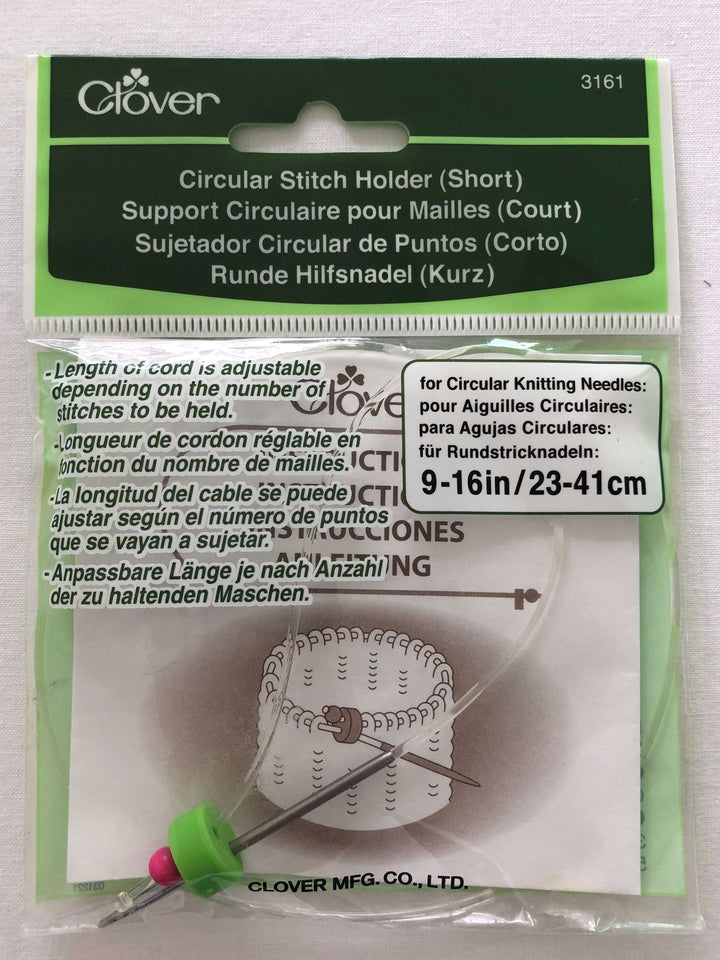 Clover
3161
Circular Stitch Holder (Short)
Support Circulaire pour Mailles (Court)
Sujetador Circular de Puntos (Corto)
Runde Hilfsnadel (Kurz)
-Length of cord is adjustable
depending on the number of
stitches to be held.
-Longueur de cordon réglable en
fonction du nombre de mailles.
-La longitud del cable se puede
ajustar según el número de puntos
que se vayan a sujetar.
-Anpassbare Länge je nach Anzahl
der zu haltenden Maschen.
for Circular Knitting Needles:
pour Aiguilles Circulaires:
para Agujas Circulares:
für Rundstricknadeln:
9-16in/23-41cm
CLOVER MFG. CO., LTD.
031221